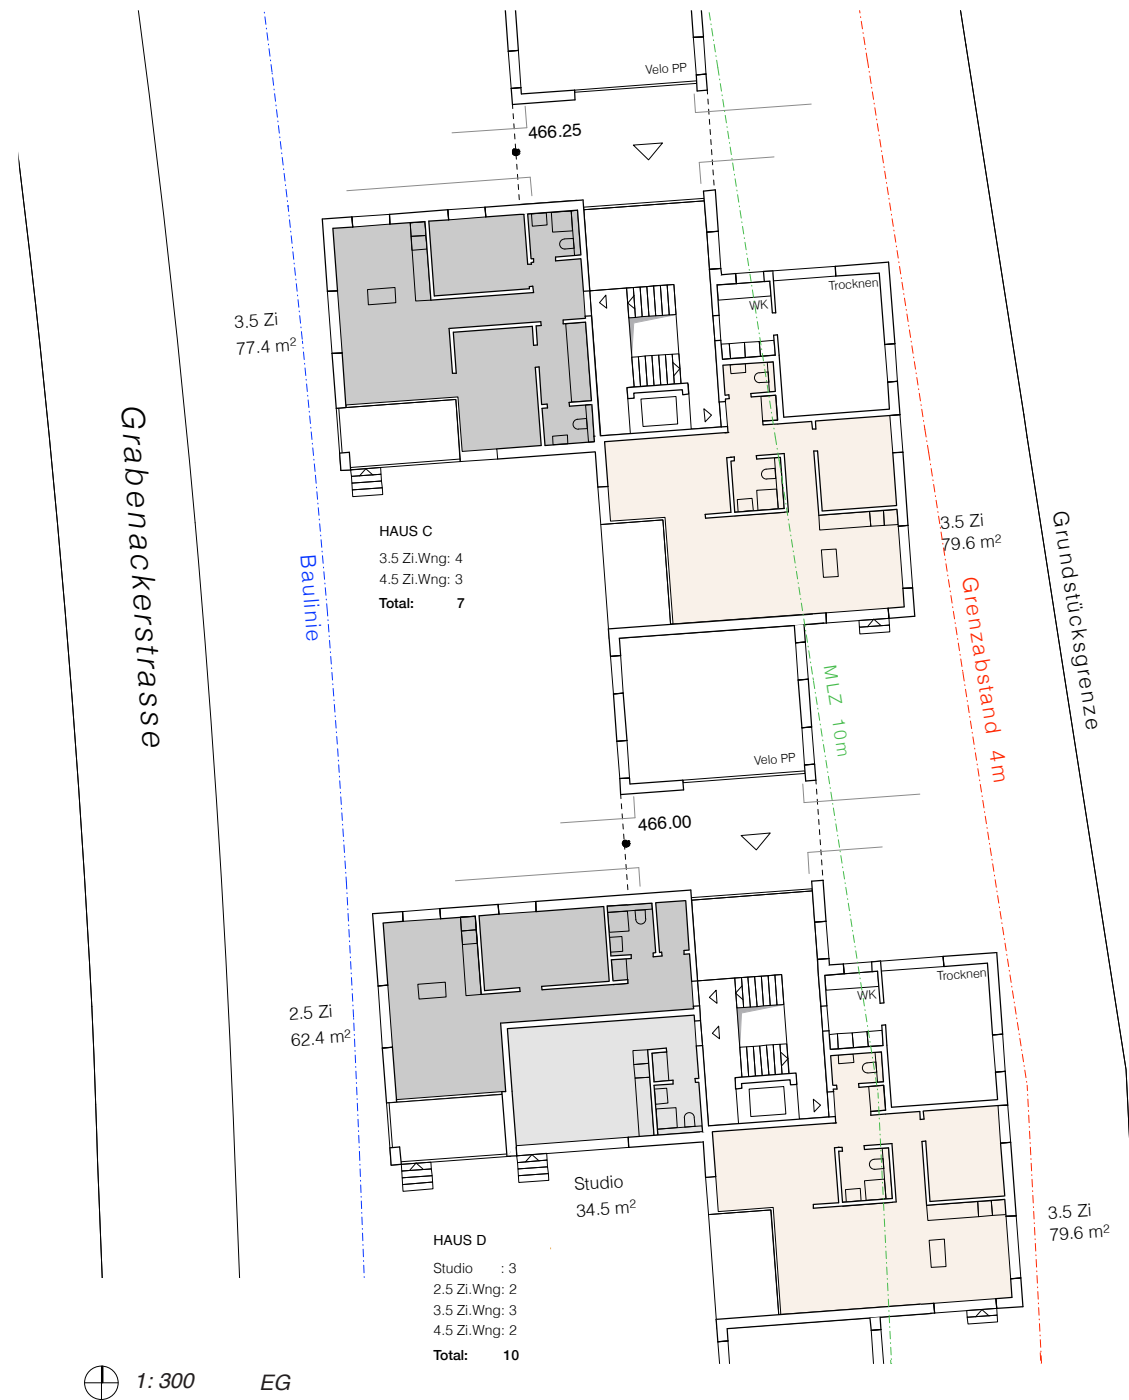 Velo PP
466.25
Trocknen
WK
3.5 Zi
77.4 m²
Grabenackerstrasse
Baulinie
HAUS C
3.5 Zi.Wng: 4
4.5 Zi.Wng: 3
Total: 7
3.5 Zi
79.6 m²
Grundstücksgrenze
Grenzabstand 4m
MLZ 10m
Velo PP
466.00
Trocknen
WK
2.5 Zi
62.4 m²
Studio
34.5 m²
3.5 Zi
79.6 m²
HAUS D
Studio : 3
2.5 Zi.Wng: 2
3.5 Zi.Wng: 3
4.5 Zi.Wng: 2
Total: 10
1: 300 EG